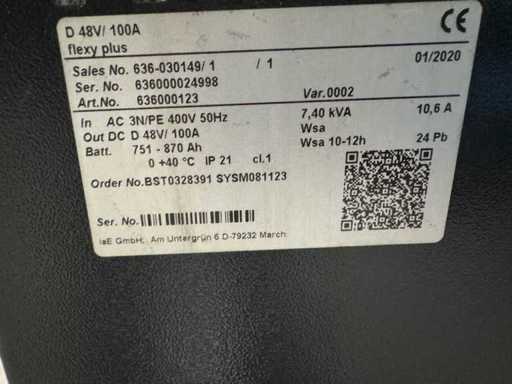 D 48V/ 100A
flexy plus
CE
Sales No. 636-030149/ 1 / 1 01/2020
Ser. No. 636000024998
Art.No. 636000123 Var.0002
In AC 3N/PE 400V 50Hz 7,40 kVA 10,6 A
Out DC D 48V/ 100A Wsa
Batt. 751 - 870 Ah Wsa 10-12h 24 Pb
0 +40 °C IP 21 cl.1
Order No.BST0328391 SYSM081123
Ser. No.
IeE GmbH, Am Untergrün 6 D-79232 March